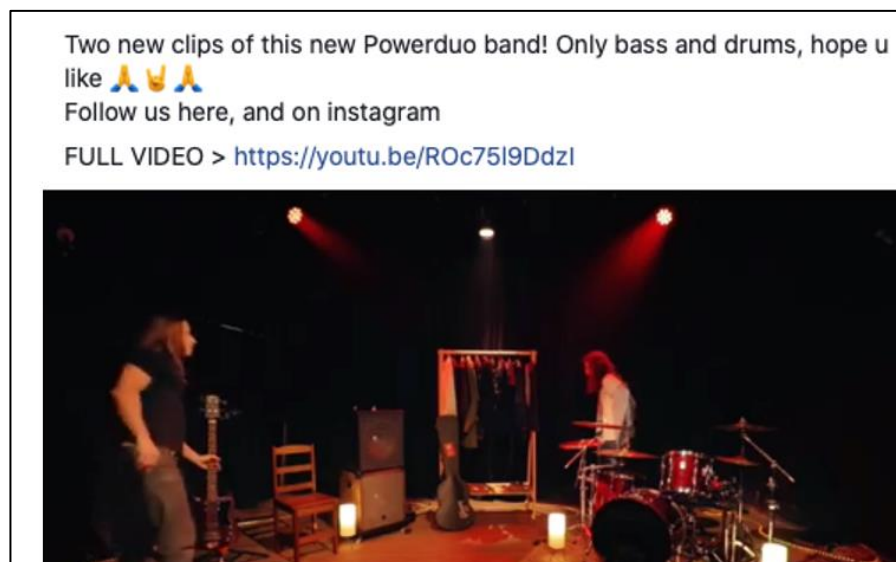 Two new clips of this new Powerduo band! Only bass and drums, hope u
like 🙏🤘🙏
Follow us here, and on instagram
FULL VIDEO > https://youtu.be/ROc75I9DdzI